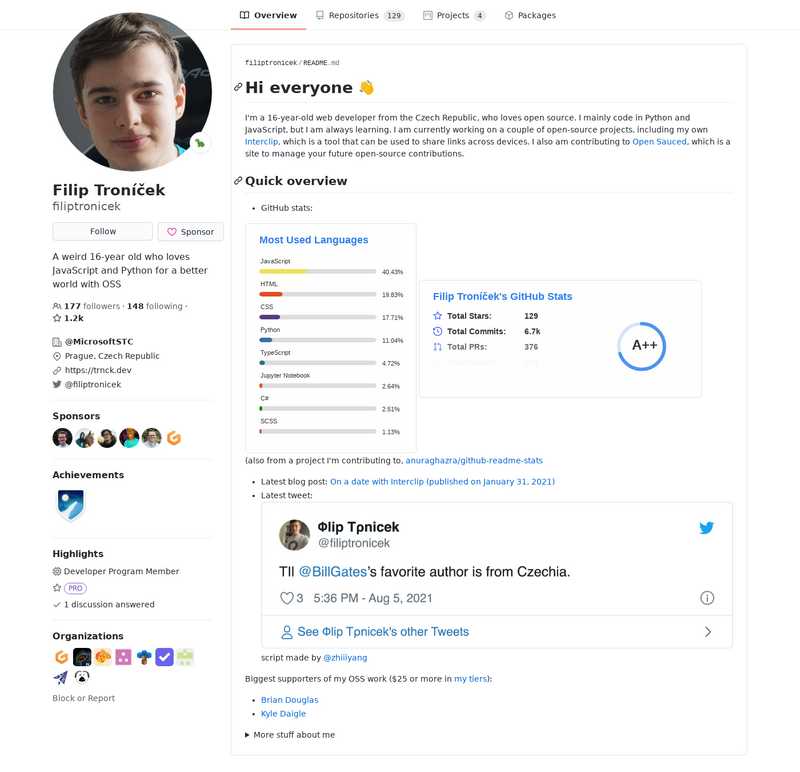 Overview
Repositories 129
Projects 4
Packages
Filip Troníček
filiptronicek
Follow
Sponsor
A weird 16-year old who loves
JavaScript and Python for a better
world with OSS
177 followers · 148 following ·
1.2k
@MicrosoftSTC
Prague, Czech Republic
https://trnck.dev
@filiptronicek
Sponsors
Achievements
Highlights
Developer Program Member
PRO
1 discussion answered
Organizations
Block or Report
filiptronicek/README.md
Hi everyone 👋
I'm a 16-year-old web developer from the Czech Republic, who loves open source. I mainly code in Python and
JavaScript, but I am always learning. I am currently working on a couple of open-source projects, including my own
Interclip, which is a tool that can be used to share links across devices. I also am contributing to Open Sauced, which is a
site to manage your future open-source contributions.
Quick overview
• GitHub stats:
Most Used Languages
JavaScript
40.43%
HTML
19.83%
CSS
17.71%
Python
11.04%
TypeScript
4.72%
Jupyter Notebook
2.64%
C#
2.51%
SCSS
1.13%
Filip Troníček's GitHub Stats
Total Stars: 129
Total Commits: 6.7k
Total PRs: 376
A++
(also from a project I'm contributing to, anuraghazra/github-readme-stats
• Latest blog post: On a date with Interclip (published on January 31, 2021)
• Latest tweet:
Φlip Tρnicek
@filiptronicek
TIl @BillGates's favorite author is from Czechia.
3 5:36 PM - Aug 5, 2021
See Φlip Tρnicek's other Tweets
script made by @zhiiiyang
Biggest supporters of my OSS work ($25 or more in my tiers):
• Brian Douglas
• Kyle Daigle
▶ More stuff about me